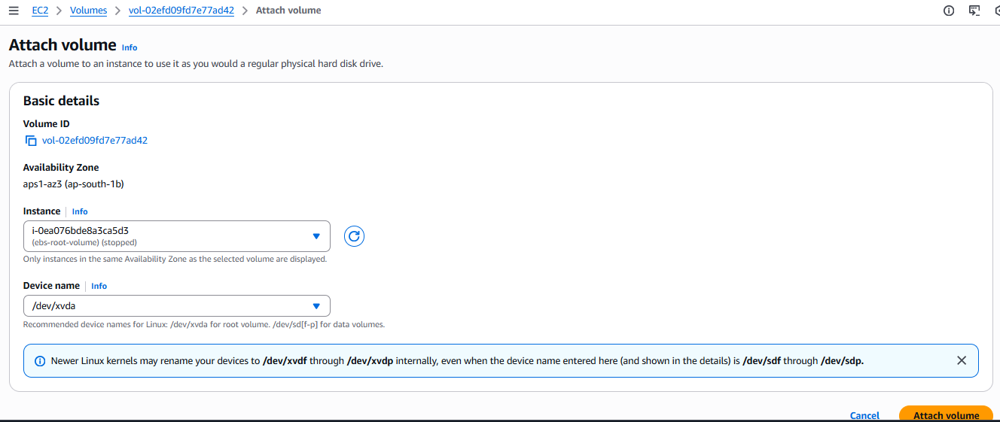 EC2 > Volumes > vol-02efd09fd7e77ad42 > Attach volume
Attach volume Info
Attach a volume to an instance to use it as you would a regular physical hard disk drive.
Basic details
Volume ID
vol-02efd09fd7e77ad42
Availability Zone
aps1-az3 (ap-south-1b)
Instance | Info
i-0ea076bde8a3ca5d3
(ebs-root-volume) (stopped)
Only instances in the same Availability Zone as the selected volume are displayed.
Device name | Info
/dev/xvda
Recommended device names for Linux: /dev/xvda for root volume. /dev/sd[f-p] for data volumes.
Newer Linux kernels may rename your devices to /dev/xvdf through /dev/xvdp internally, even when the device name entered here (and shown in the details) is /dev/sdf through /dev/sdp.
Cancel Attach volume